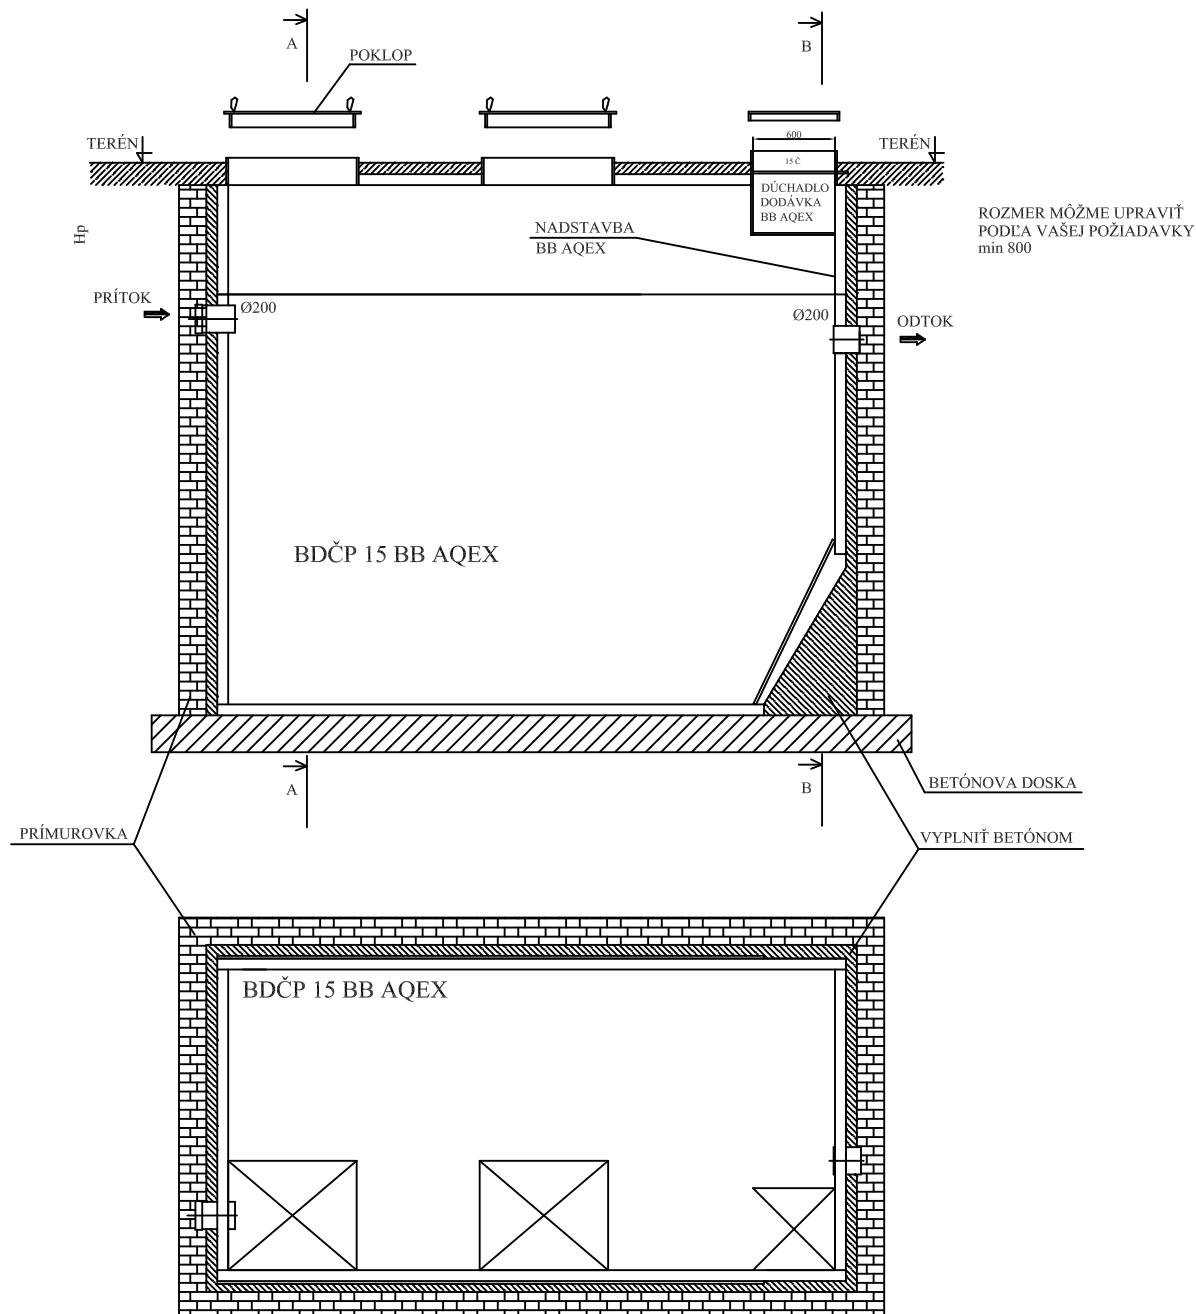 A
B
POKLOP
TERÉN
600
TERÉN
15 Č
DÚCHADLO
DODÁVKA
BB AQEX
ROZMER MÔŽME UPRAVIŤ
PODĽA VAŠEJ POŽIADAVKY
min 800
Hp
NADSTAVBA
BB AQEX
PRÍTOK
Ø200
Ø200
ODTOK
BDČP 15 BB AQEX
A
B
BETÓNOVA DOSKA
PRÍMUROVKA
VYPLNIŤ BETÓNOM
BDČP 15 BB AQEX